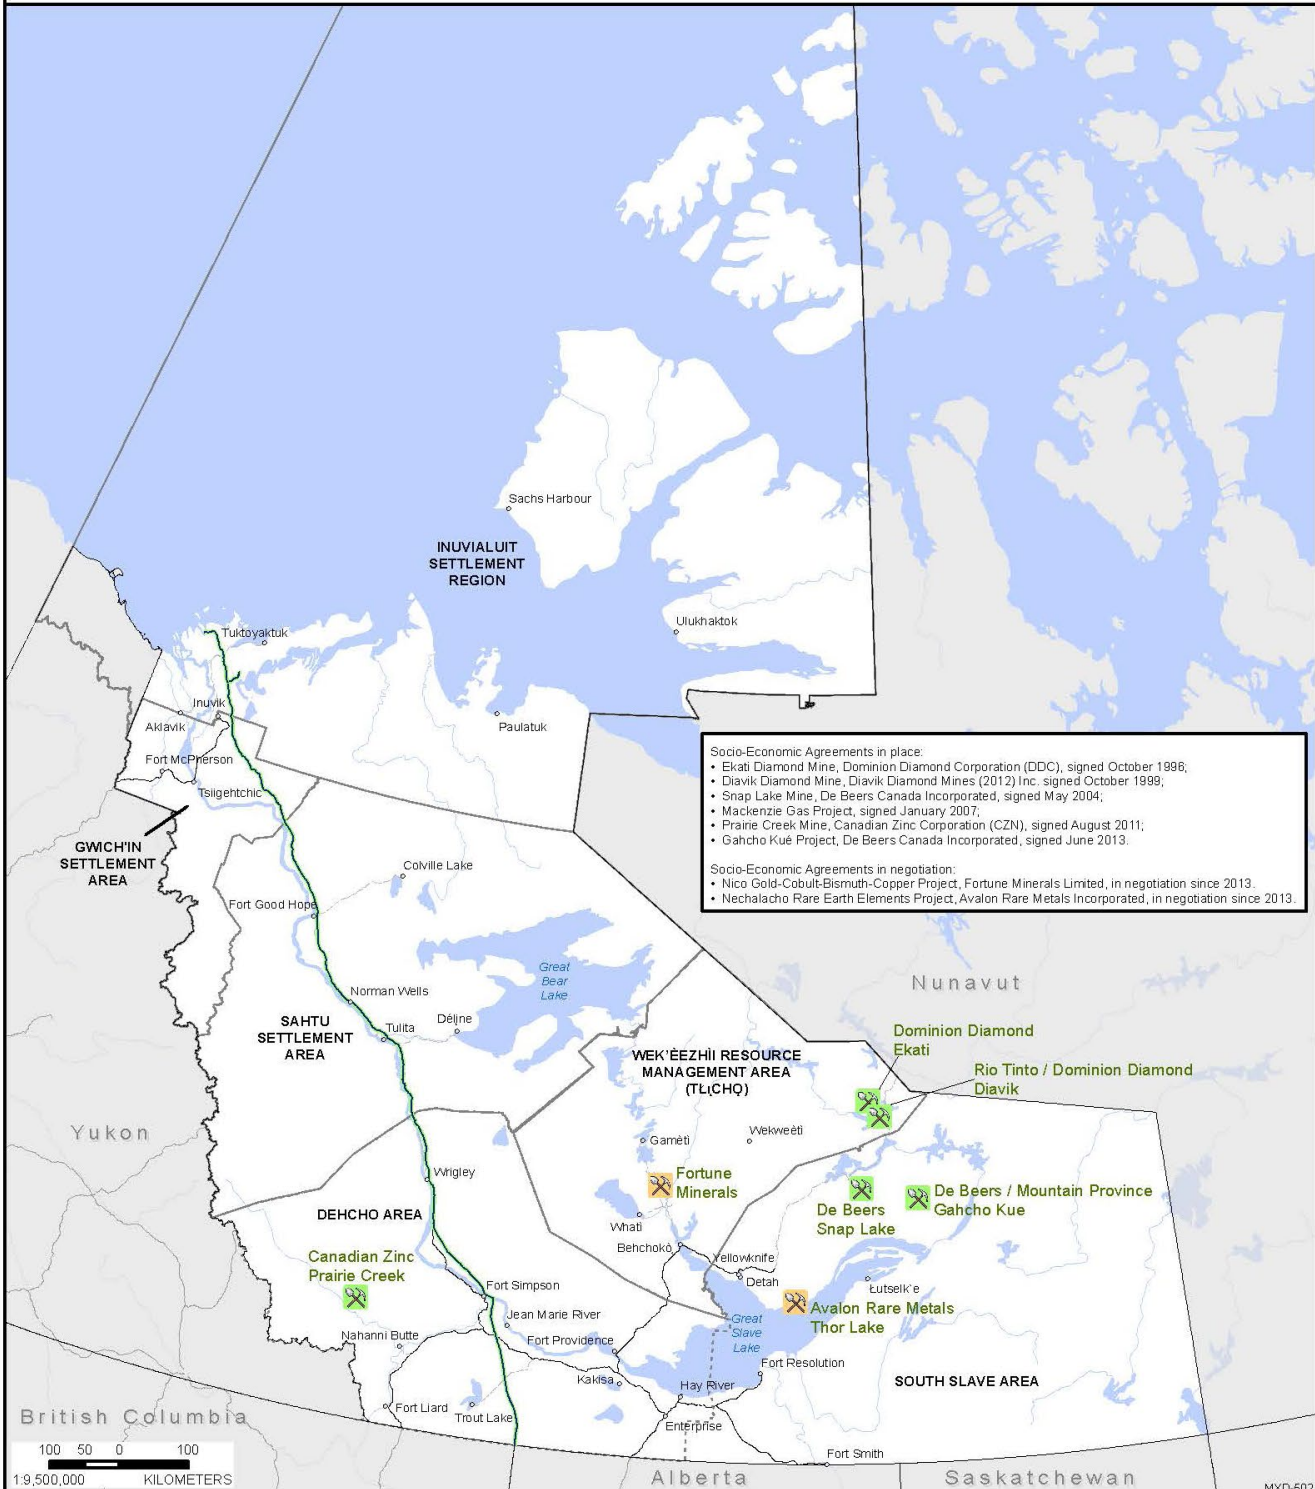 Sachs Harbour
INUVIALUIT
SETTLEMENT
REGION
Ulukhaktok
Tuktoyaktuk
Inuvik
Aklavik
Paulatuk
Fort McPherson
Tsiigehtchic
GWICH'IN
SETTLEMENT
AREA
Socio-Economic Agreements in place:
• Ekati Diamond Mine, Dominion Diamond Corporation (DDC), signed October 1996;
• Diavik Diamond Mine, Diavik Diamond Mines (2012) Inc. signed October 1999;
• Snap Lake Mine, De Beers Canada Incorporated, signed May 2004;
• Mackenzie Gas Project, signed January 2007;
• Prairie Creek Mine, Canadian Zinc Corporation (CZN), signed August 2011;
• Gahcho Kué Project, De Beers Canada Incorporated, signed June 2013.
Socio-Economic Agreements in negotiation:
• Nico Gold-Cobult-Bismuth-Copper Project, Fortune Minerals Limited, in negotiation since 2013.
• Nechalacho Rare Earth Elements Project, Avalon Rare Metals Incorporated, in negotiation since 2013.
Colville Lake
Fort Good Hope
Great
Bear
Lake
Nunavut
Norman Wells
SAHTU
SETTLEMENT
AREA
Tulita
Délįne
Dominion Diamond
Ekati
WEK'ÈEZHÌI RESOURCE
MANAGEMENT AREA
(TŁĮCHǪ)
Rio Tinto / Dominion Diamond
Diavik
Yukon
Gamètì
Wekweètì
Wrigley
Fortune
Minerals
De Beers / Mountain Province
Gahcho Kue
De Beers
Snap Lake
DEHCHO AREA
Whatì
Behchokò
Canadian Zinc
Prairie Creek
Yellowknife
Detah
Łutselk'e
Fort Simpson
Avalon Rare Metals
Thor Lake
Jean Marie River
Great
Slave
Lake
Nahanni Butte
Fort Providence
Fort Resolution
Kakisa
Hay River
SOUTH SLAVE AREA
Fort Liard
Trout Lake
Enterprise
British Columbia
Fort Smith
100 50 0 100
1:9,500,000 KILOMETERS
Alberta
Saskatchewan
MXD-502